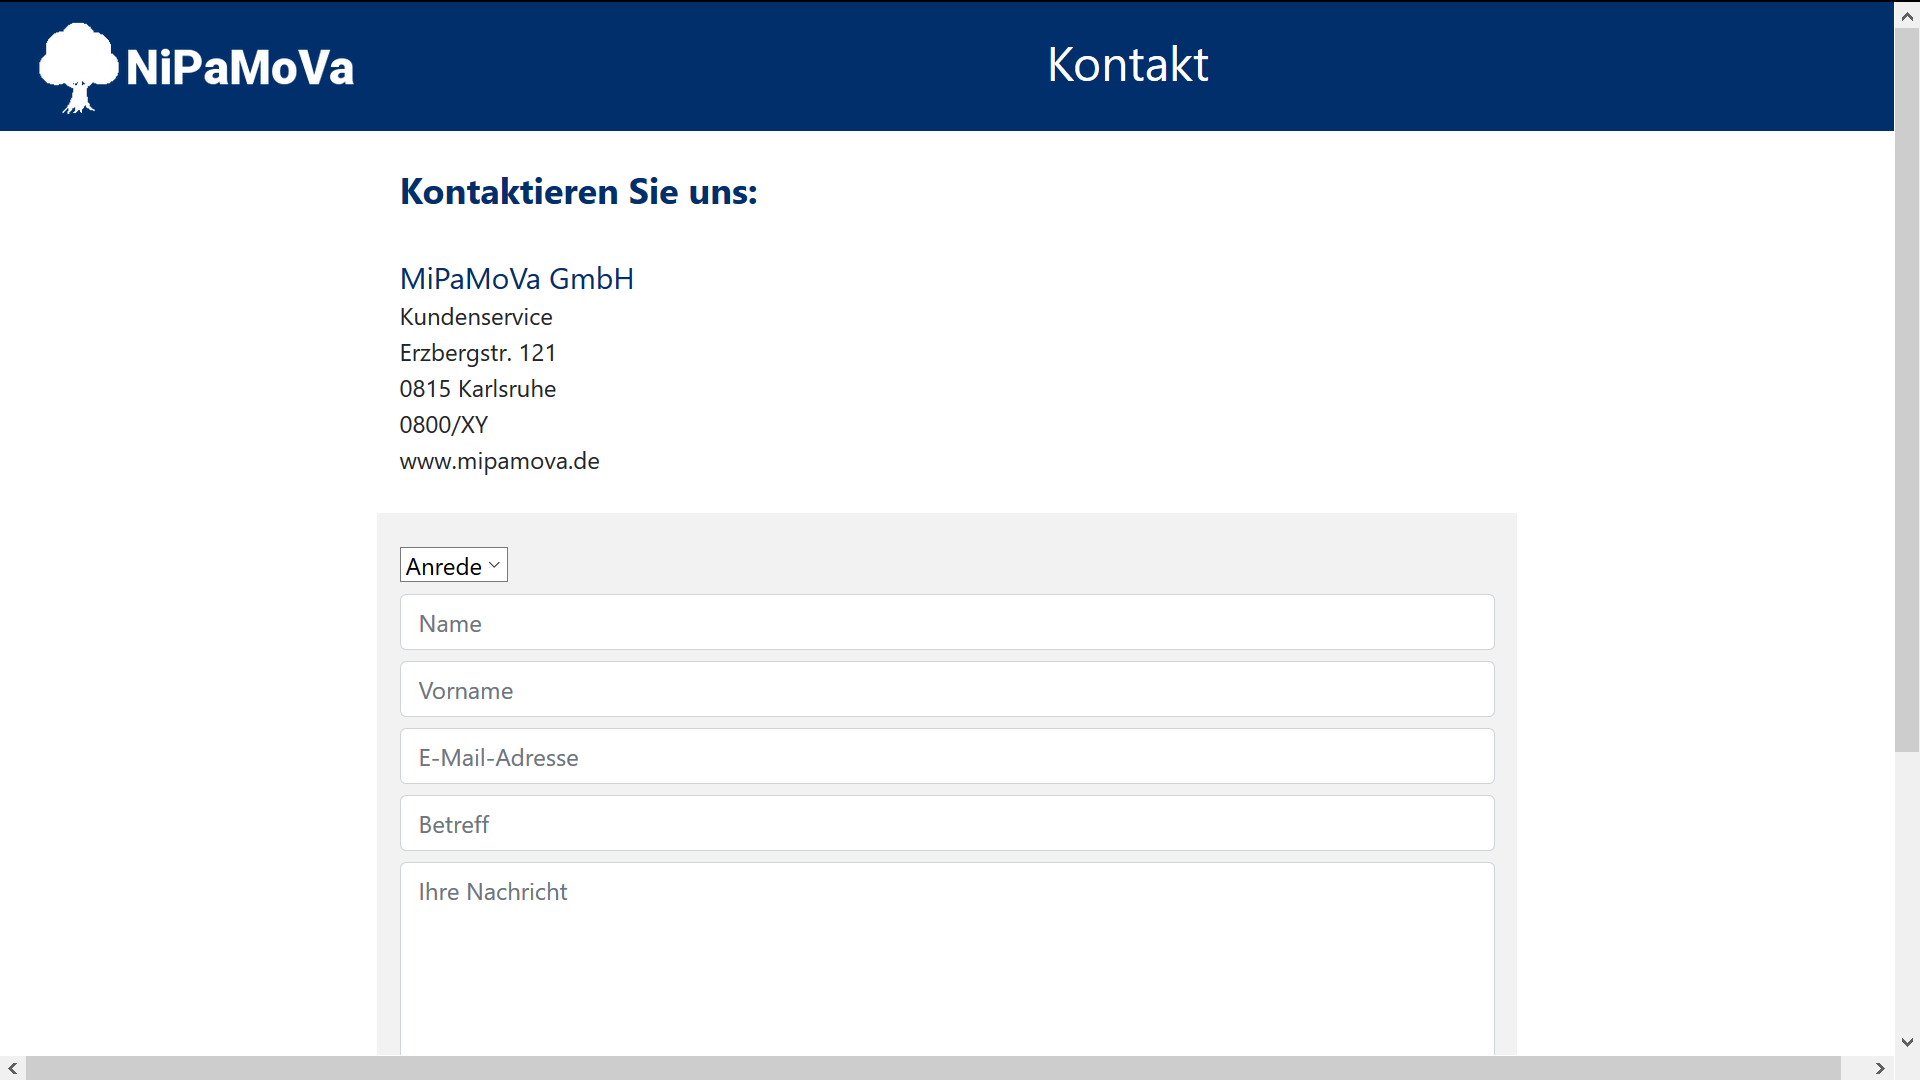 NiPaMoVa
Kontakt
Kontaktieren Sie uns:
MiPaMoVa GmbH
Kundenservice
Erzbergstr. 121
0815 Karlsruhe
0800/XY
www.mipamova.de
Anrede
Name
Vorname
E-Mail-Adresse
Betreff
Ihre Nachricht